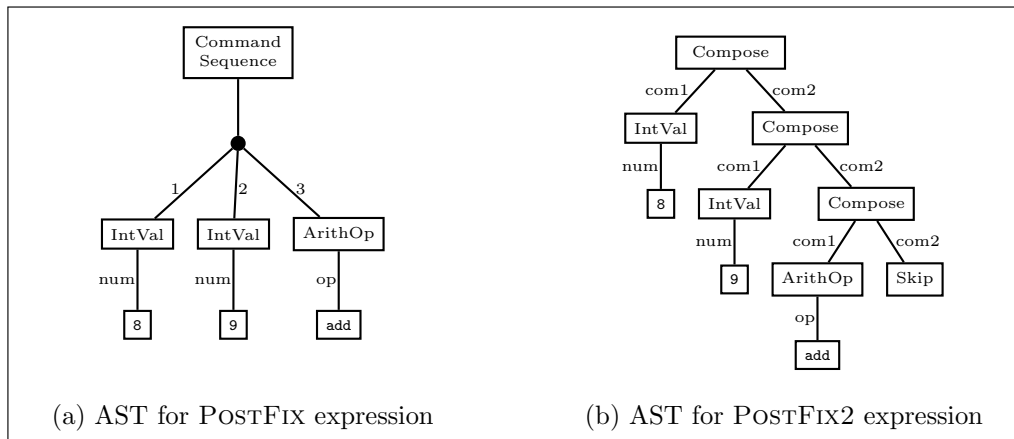 Command
Sequence
1 2 3
IntVal IntVal ArithOp
num num op
8 9 add
(a) AST for POSTFIX expression
Compose
com1 com2
IntVal Compose
num com1 com2
8 IntVal Compose
num com1 com2
9 ArithOp Skip
op
add
(b) AST for POSTFIX2 expression